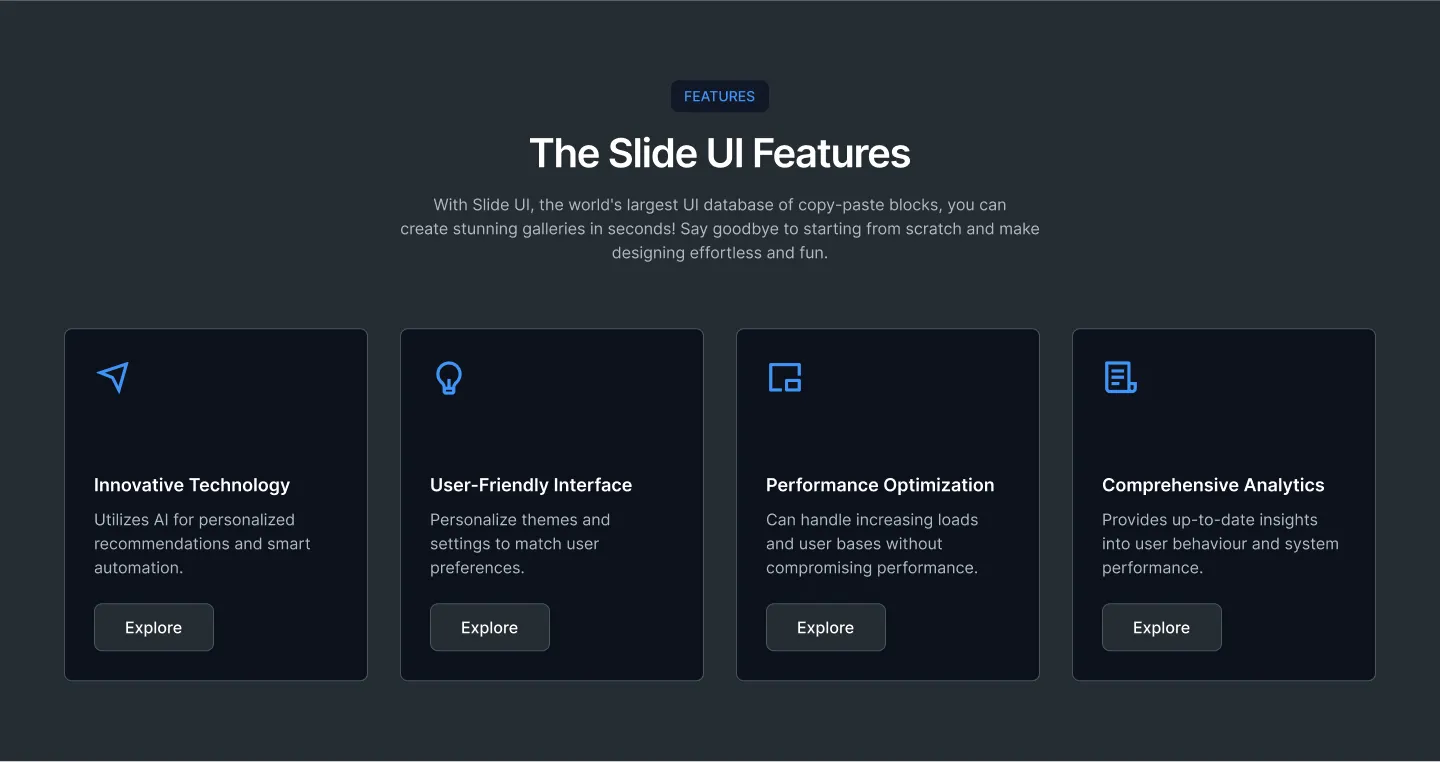 FEATURES
The Slide UI Features
With Slide UI, the world's largest UI database of copy-paste blocks, you can
create stunning galleries in seconds! Say goodbye to starting from scratch and make
designing effortless and fun.
Innovative Technology
Utilizes AI for personalized
recommendations and smart
automation.
Explore
User-Friendly Interface
Personalize themes and
settings to match user
preferences.
Explore
Performance Optimization
Can handle increasing loads
and user bases without
compromising performance.
Explore
Comprehensive Analytics
Provides up-to-date insights
into user behaviour and system
performance.
Explore